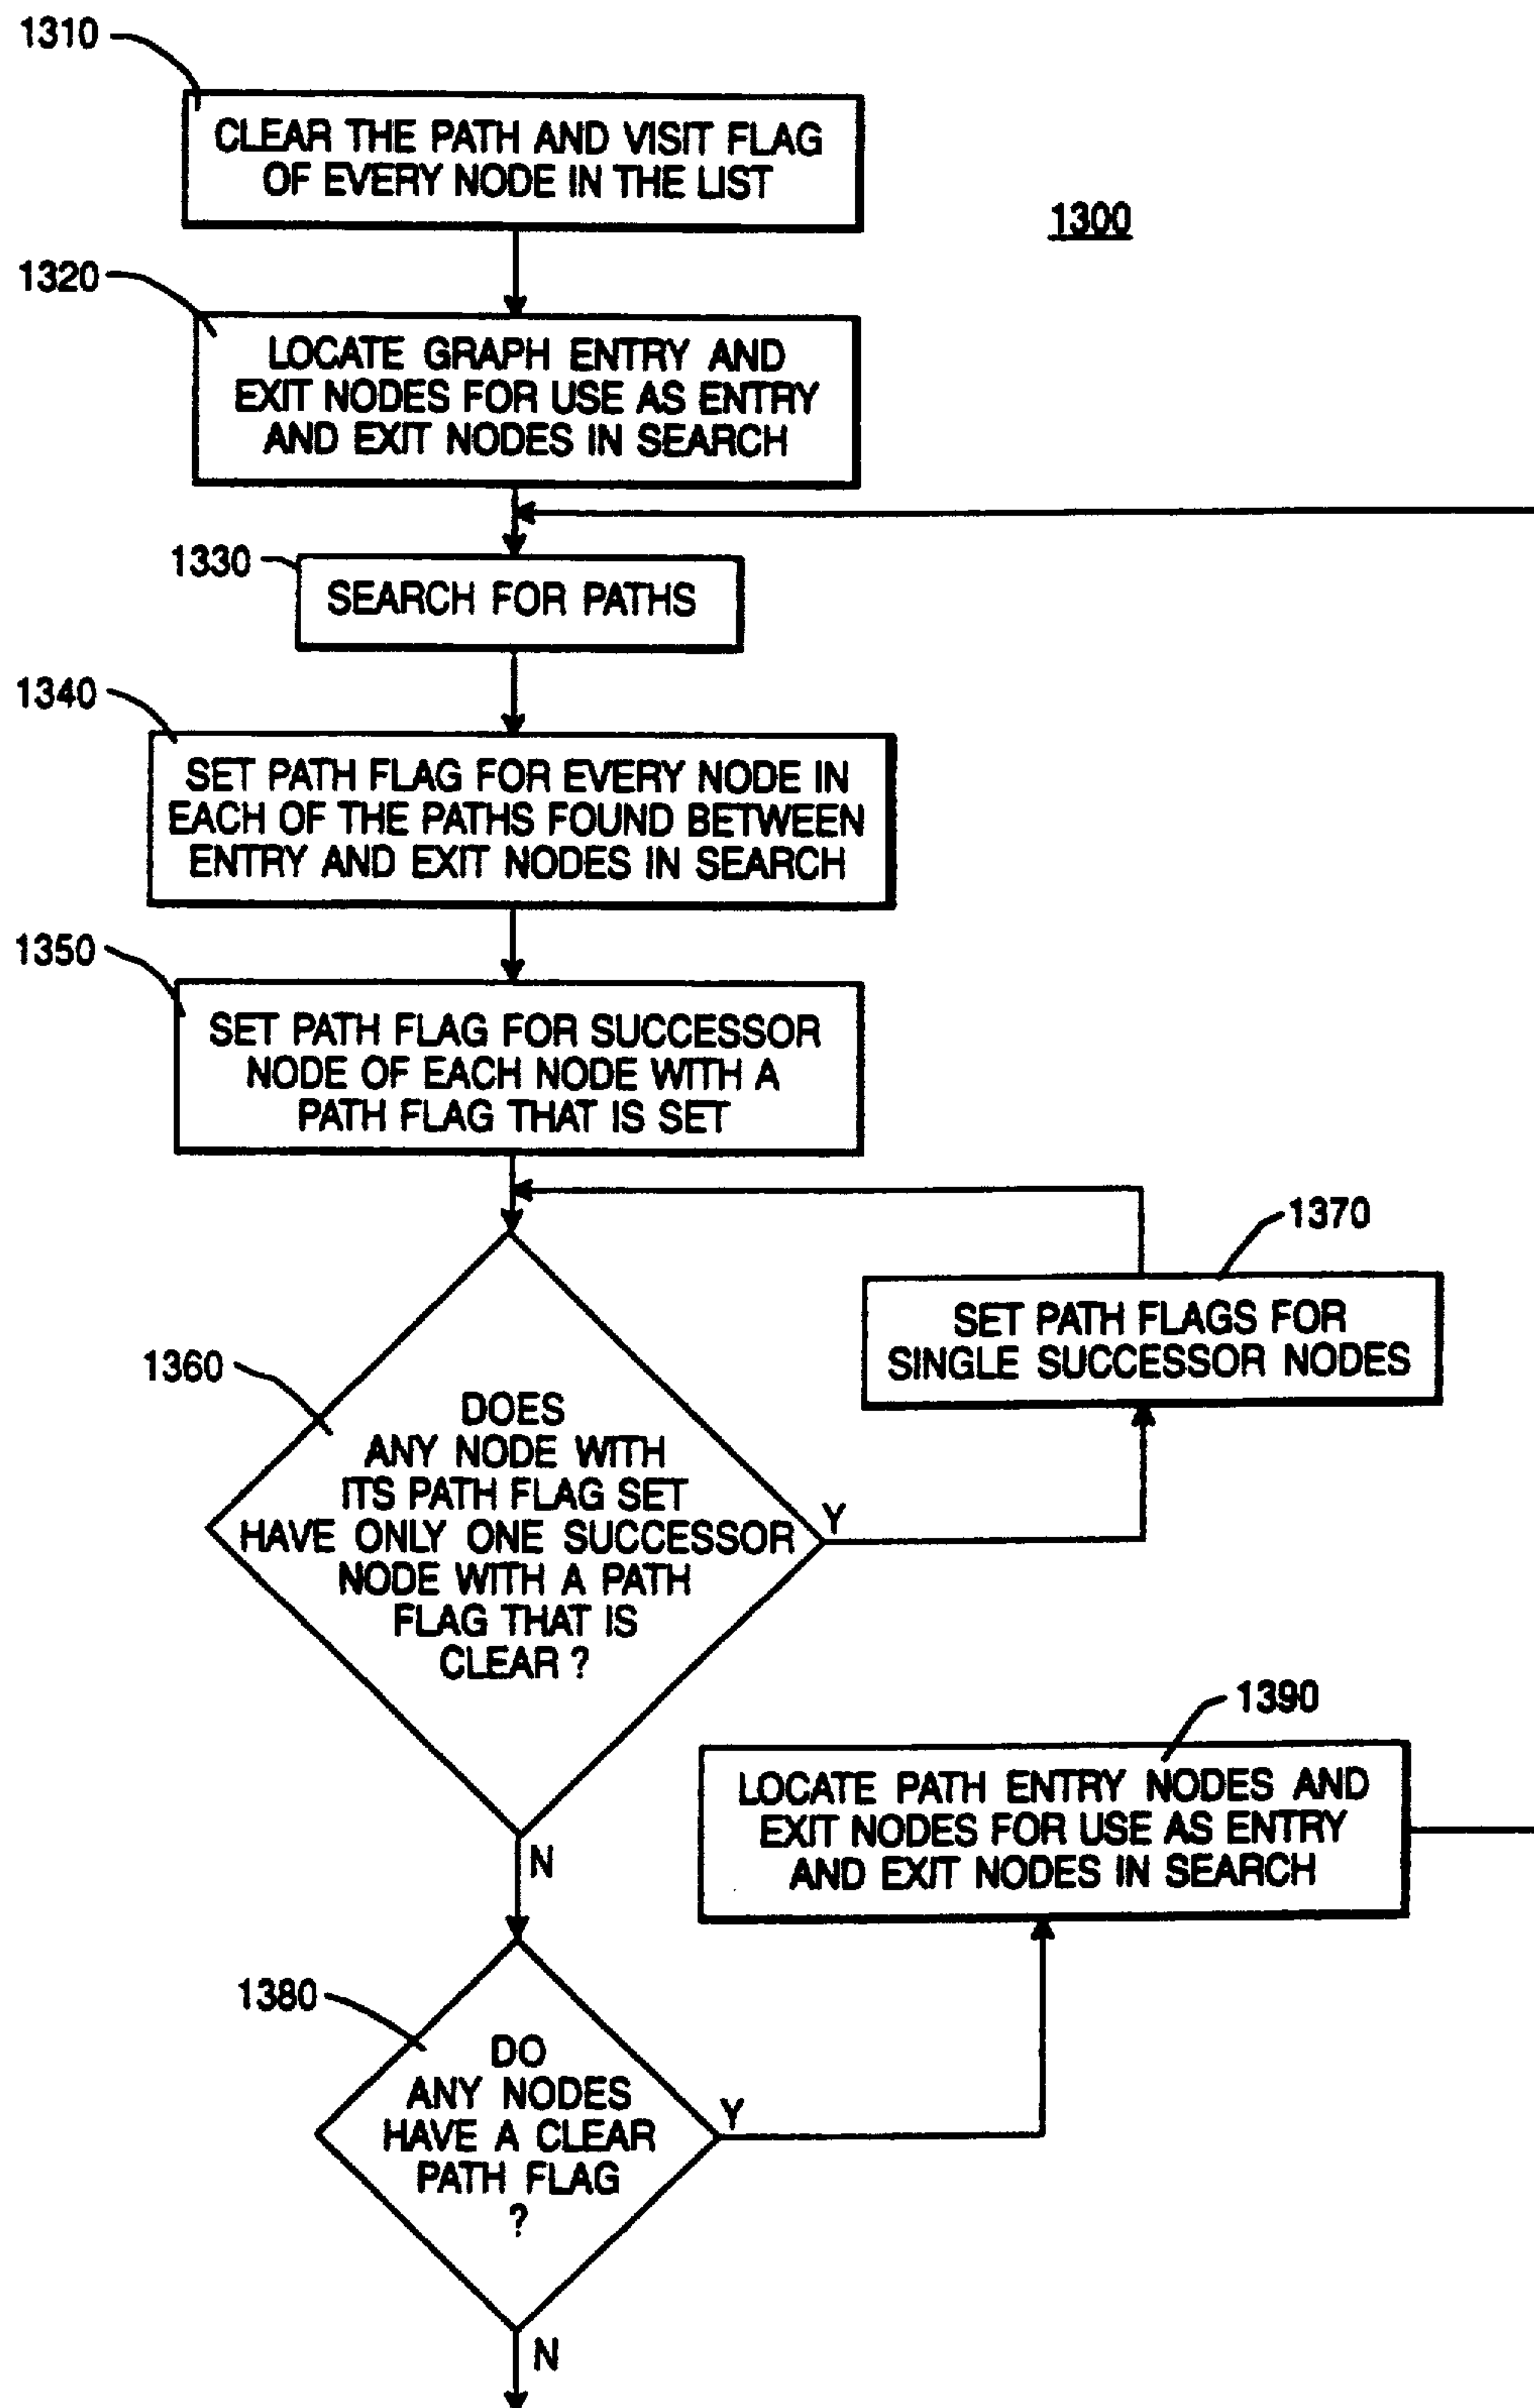 1310
CLEAR THE PATH AND VISIT FLAG
OF EVERY NODE IN THE LIST
1300
1320
LOCATE GRAPH ENTRY AND
EXIT NODES FOR USE AS ENTRY
AND EXIT NODES IN SEARCH
1330
SEARCH FOR PATHS
1340
SET PATH FLAG FOR EVERY NODE IN
EACH OF THE PATHS FOUND BETWEEN
ENTRY AND EXIT NODES IN SEARCH
1350
SET PATH FLAG FOR SUCCESSOR
NODE OF EACH NODE WITH A
PATH FLAG THAT IS SET
1370
SET PATH FLAGS FOR
SINGLE SUCCESSOR NODES
1360
DOES
ANY NODE WITH
ITS PATH FLAG SET
HAVE ONLY ONE SUCCESSOR
NODE WITH A PATH
FLAG THAT IS
CLEAR ?
Y
N
1390
LOCATE PATH ENTRY NODES AND
EXIT NODES FOR USE AS ENTRY
AND EXIT NODES IN SEARCH
1380
DO
ANY NODES
HAVE A CLEAR
PATH FLAG
?
Y
N